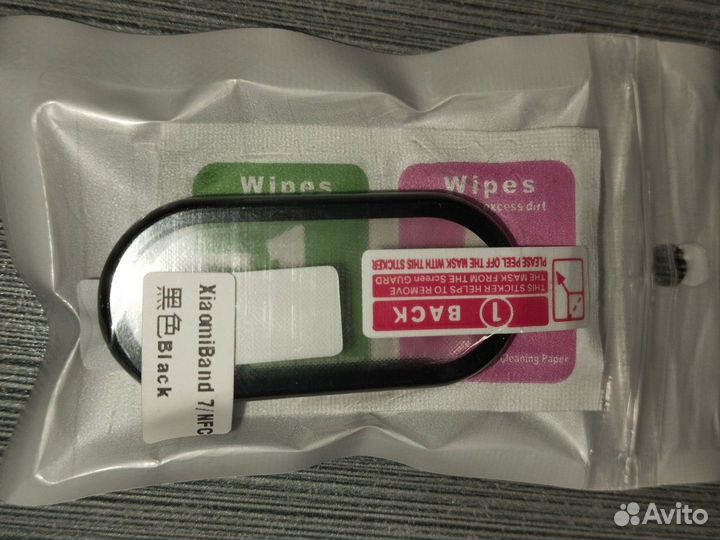 Wipes
Wipes
excess dirt
Cleaning Paper
XiaomiBand 7/NFC
黑色Black
1 BACK
THIS STICKER HELPS TO REMOVE
THE MASK FROM THE Screen GUARD
PLEASE PEEL OFF THE MASK WITH THIS STICKER
Avito